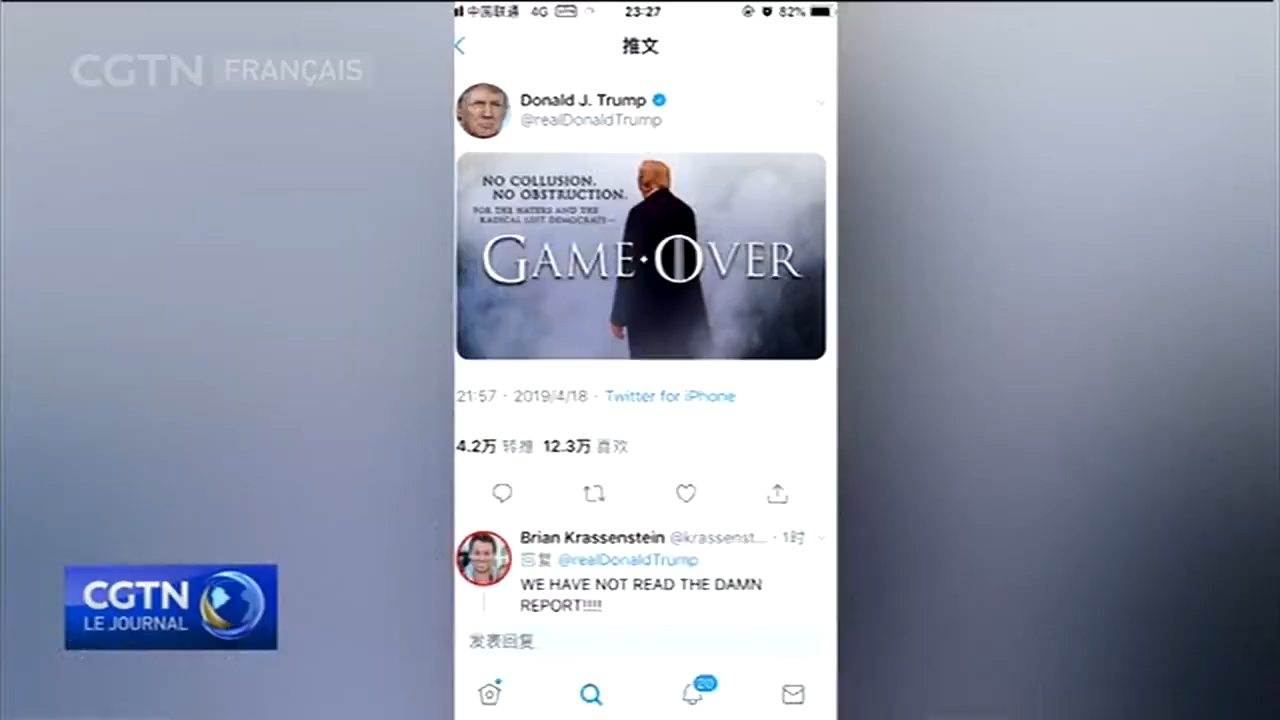 CGTN FRANÇAIS
中国联通 4G 23:27 82%
推文
Donald J. Trump
@realDonaldTrump
NO COLLUSION.
NO OBSTRUCTION.
FOR THE HATERS AND THE
RADICAL LEFT DEMOCRATS—
GAME OVER
21:57 · 2019/4/18 · Twitter for iPhone
4.2万 转推 12.3万 喜欢
Brian Krassenstein @krassenst... · 1时
回复 @realDonaldTrump
WE HAVE NOT READ THE DAMN
REPORT!!!!
发表回复
20
CGTN
LE JOURNAL